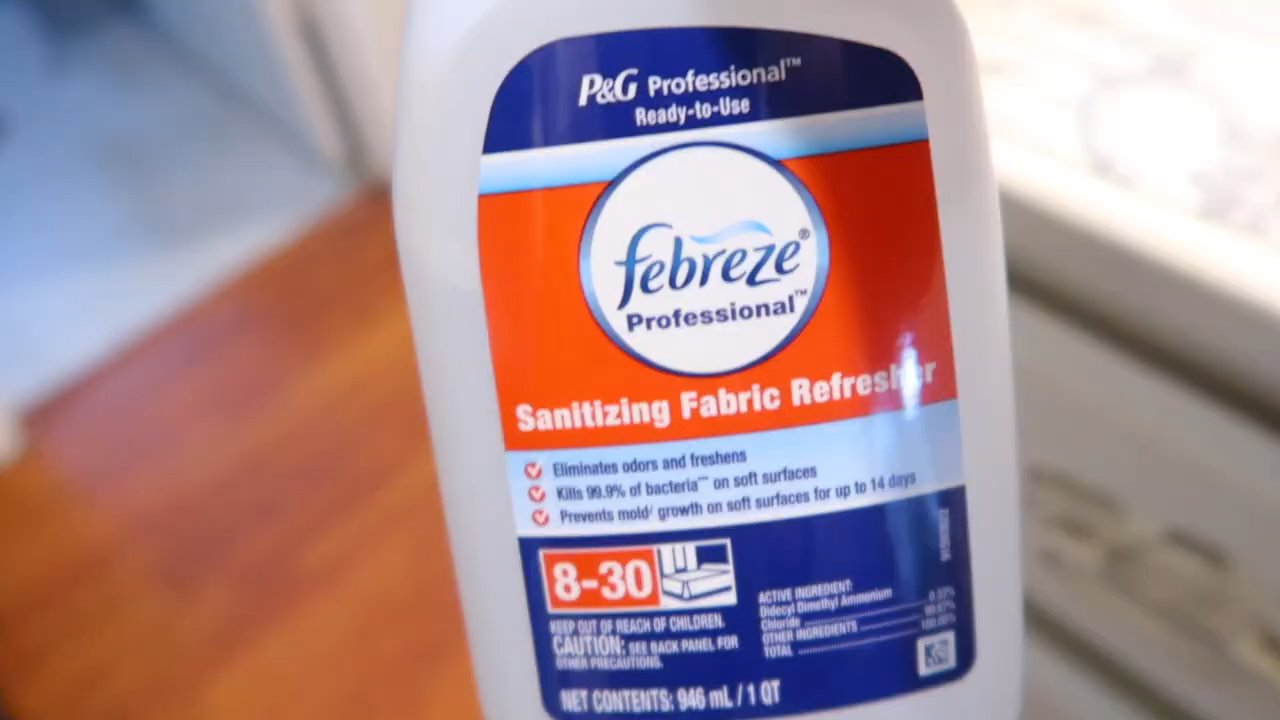 P&G Professional™
Ready-to-Use
febreze®
Professional™
Sanitizing Fabric Refresher
Eliminates odors and freshens
Kills 99.9% of bacteria on soft surfaces
Prevents mold growth on soft surfaces for up to 14 days
8-30
KEEP OUT OF REACH OF CHILDREN.
CAUTION: SEE BACK PANEL FOR
OTHER PRECAUTIONS.
ACTIVE INGREDIENT:
Didecyl Dimethyl Ammonium
Chloride
OTHER INGREDIENTS
TOTAL
NET CONTENTS: 946 mL / 1 QT